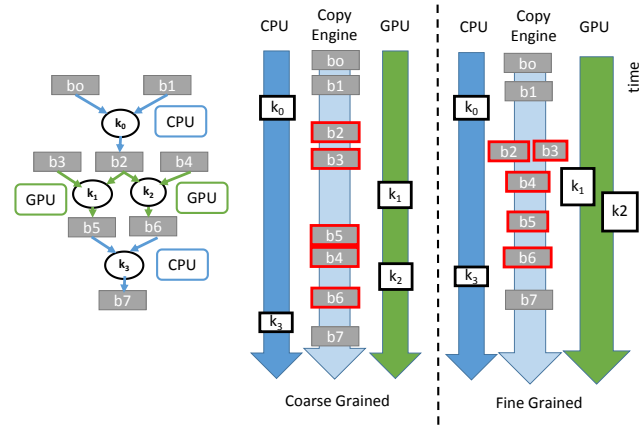 bo b1
k0 CPU
b3 b2 b4
GPU k1 k2 GPU
b5 b6
k3 CPU
b7
CPU Copy Engine GPU
bo
b1
k0
b2
b3
k1
b5
b4
k2
b6
k3
b7
Coarse Grained
CPU Copy Engine GPU
time
bo
b1
k0
b2 b3
b4
k1
k2
b5
b6
k3
b7
Fine Grained